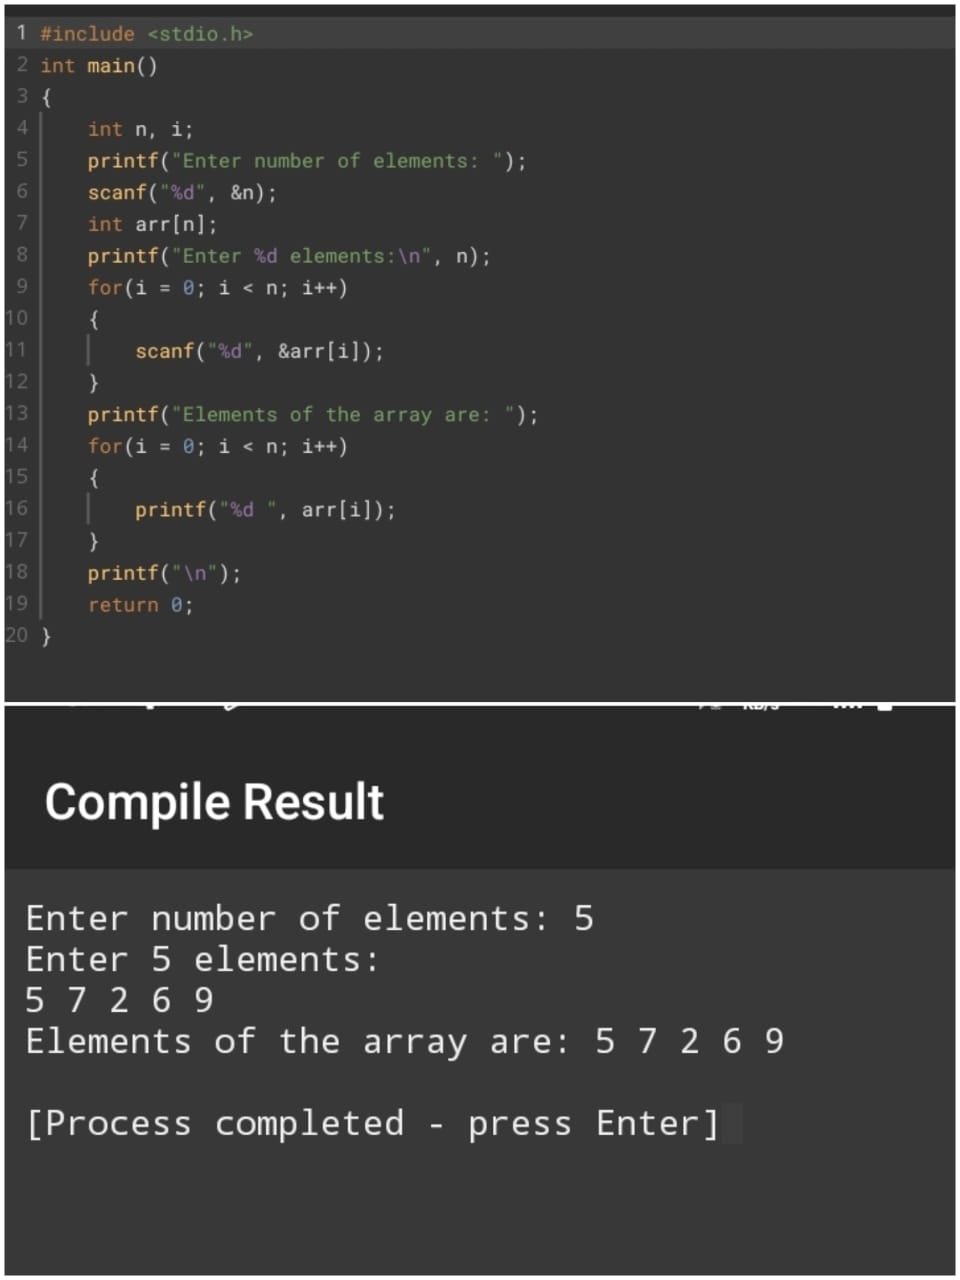 1 #include <stdio.h>
2 int main()
3 {
4     int n, i;
5     printf("Enter number of elements: ");
6     scanf("%d", &n);
7     int arr[n];
8     printf("Enter %d elements:\n", n);
9     for(i = 0; i < n; i++)
10     {
11         scanf("%d", &arr[i]);
12     }
13     printf("Elements of the array are: ");
14     for(i = 0; i < n; i++)
15     {
16         printf("%d ", arr[i]);
17     }
18     printf("\n");
19     return 0;
20 }
Compile Result
Enter number of elements: 5
Enter 5 elements:
5 7 2 6 9
Elements of the array are: 5 7 2 6 9
[Process completed - press Enter]